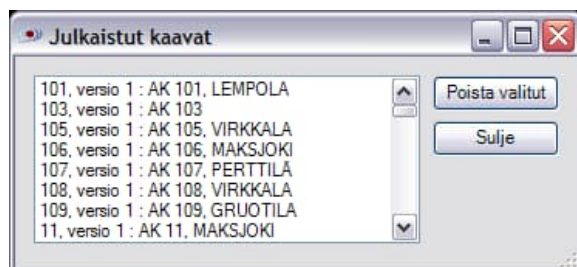 Julkaistut kaavat
101, versio 1 : AK 101, LEMPOLA
103, versio 1 : AK 103
105, versio 1 : AK 105, VIRKKALA
106, versio 1 : AK 106, MAKSJOKI
107, versio 1 : AK 107, PERTTILÄ
108, versio 1 : AK 108, VIRKKALA
109, versio 1 : AK 109, GRUOTILA
11, versio 1 : AK 11, MAKSJOKI
Poista valitut
Sulje